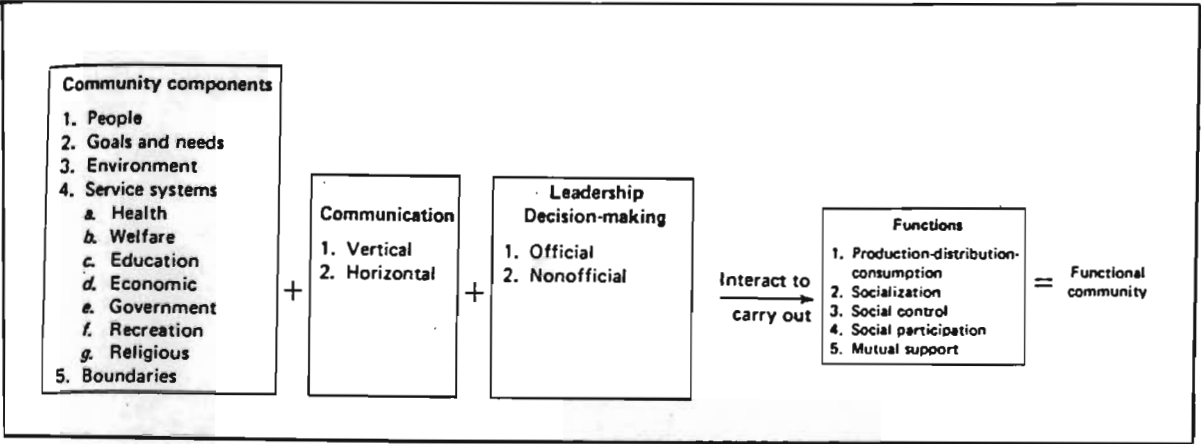 Community components
1. People
2. Goals and needs
3. Environment
4. Service systems
a. Health
b. Welfare
c. Education
d. Economic
e. Government
f. Recreation
g. Religious
5. Boundaries
+
Communication
1. Vertical
2. Horizontal
+
Leadership
Decision-making
1. Official
2. Nonofficial
Interact to
carry out
Functions
1. Production-distribution-
consumption
2. Socialization
3. Social control
4. Social participation
5. Mutual support
=
Functional
community